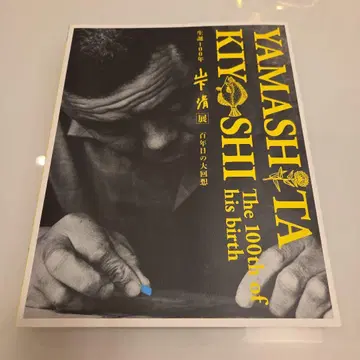 YAMASHITA
KIYOSHI
The 100th of
his birth
生誕100年
山下清展
百年目の大回想